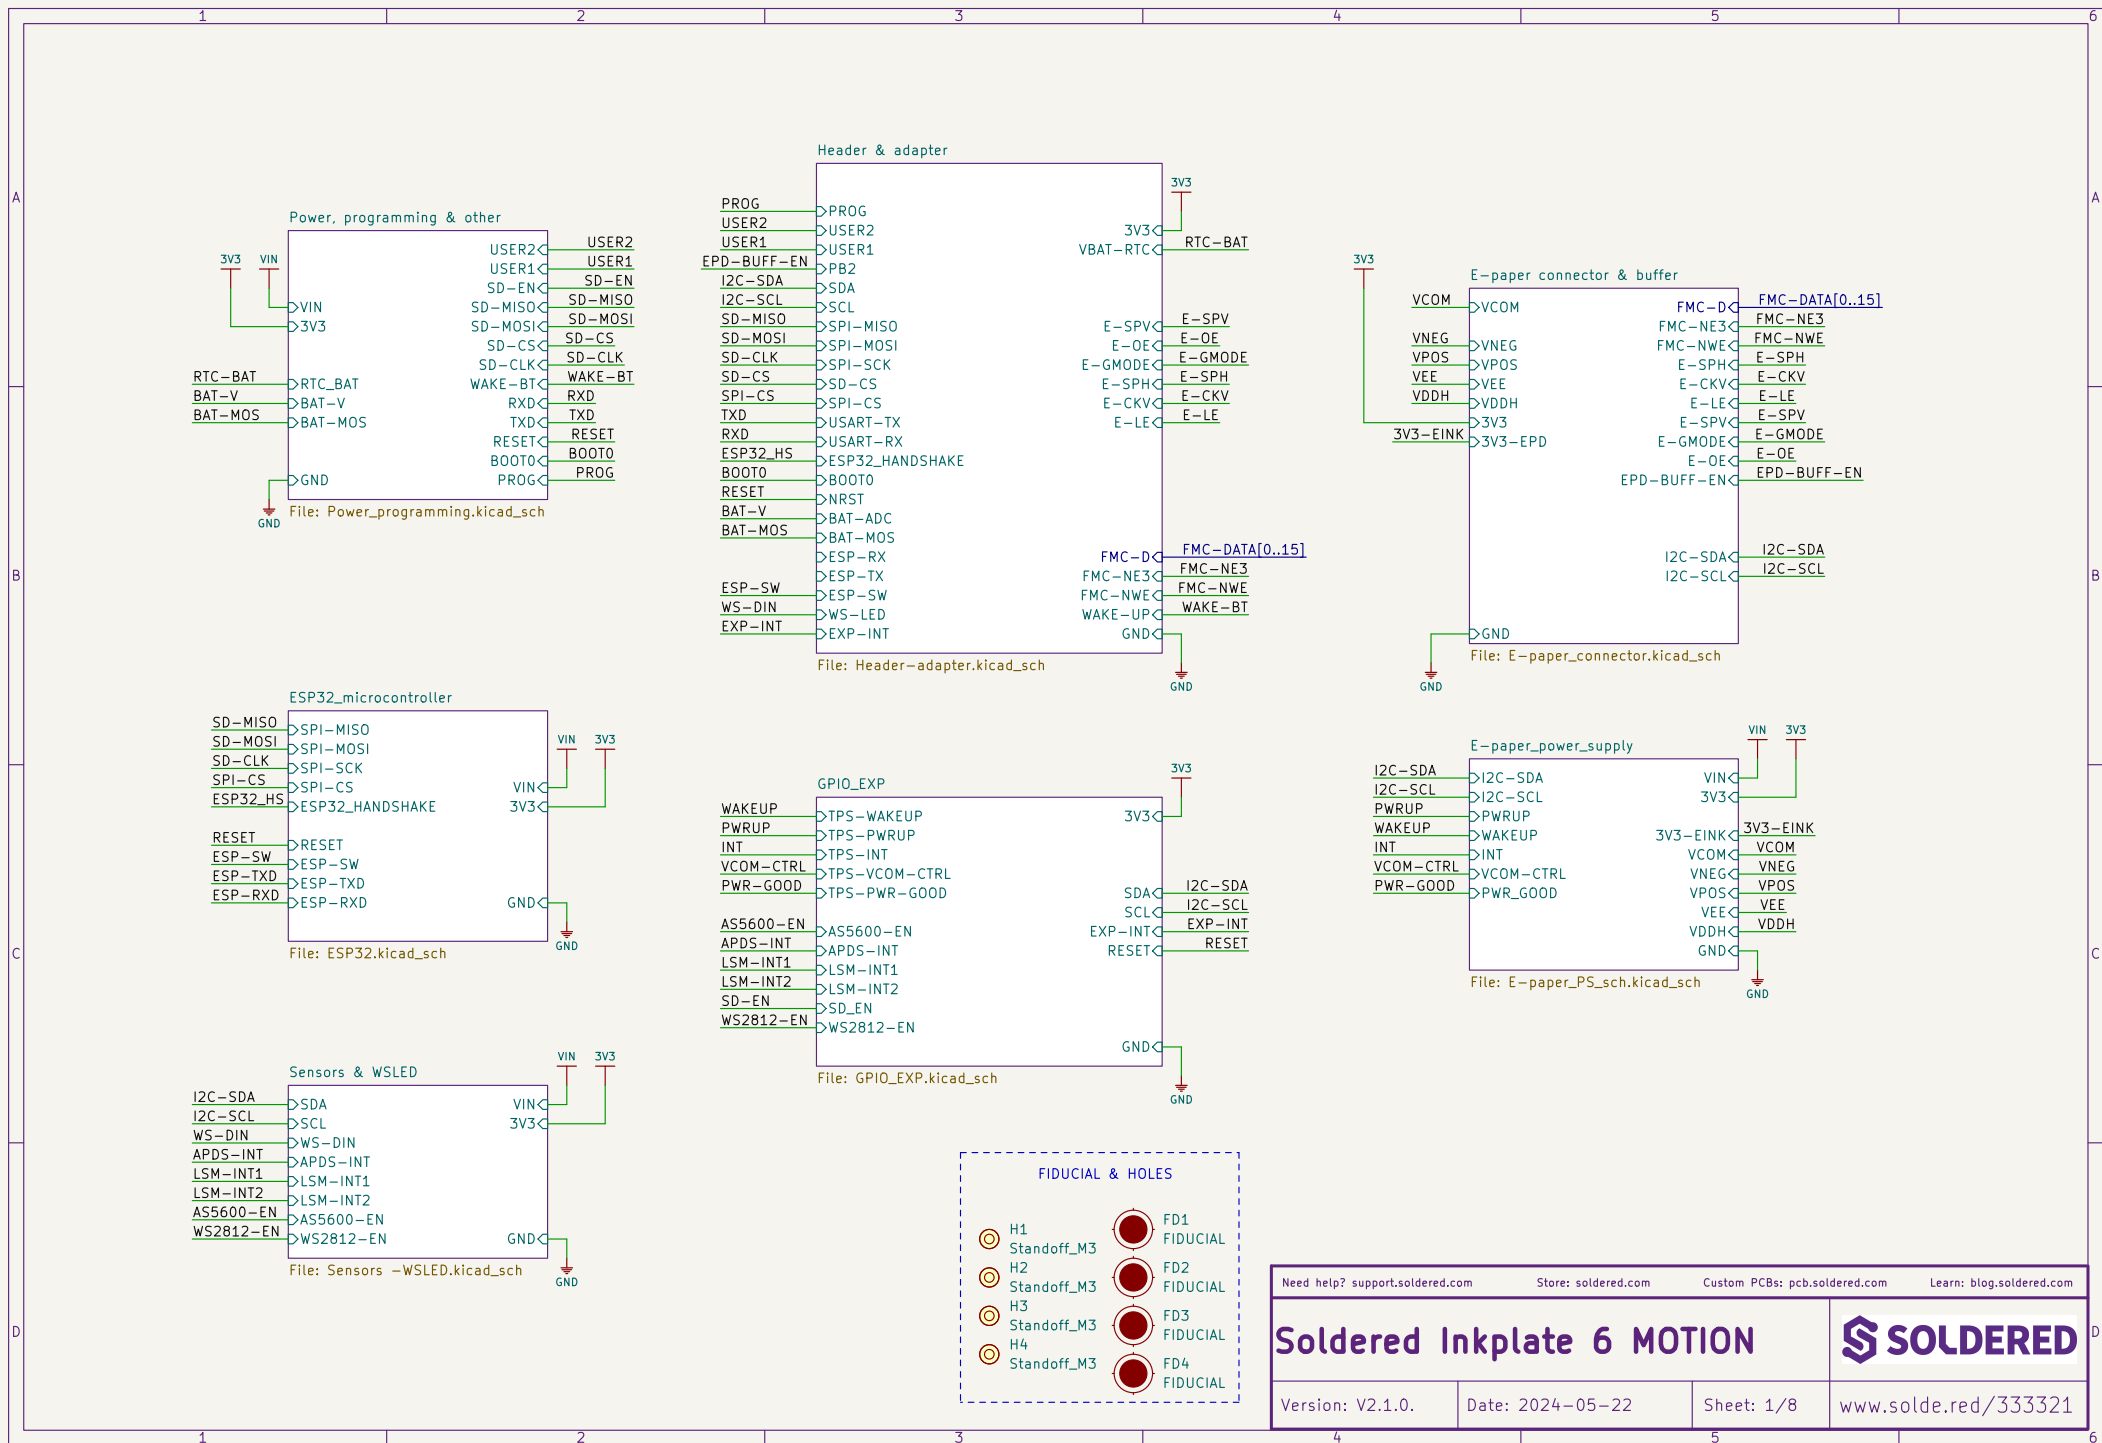 1 2 3 4 5 6
A
B
C
D
Power, programming & other
3V3 VIN
VIN
3V3
RTC-BAT RTC_BAT
BAT-V BAT-V
BAT-MOS BAT-MOS
GND
GND
USER2 USER2
USER1 USER1
SD-EN SD-EN
SD-MISO SD-MISO
SD-MOSI SD-MOSI
SD-CS SD-CS
SD-CLK SD-CLK
WAKE-BT WAKE-BT
RXD RXD
TXD TXD
RESET RESET
BOOT0 BOOT0
PROG PROG
File: Power_programming.kicad_sch
Header & adapter
PROG PROG
USER2 USER2
USER1 USER1
EPD-BUFF-EN PB2
I2C-SDA SDA
I2C-SCL SCL
SD-MISO SPI-MISO
SD-MOSI SPI-MOSI
SD-CLK SPI-SCK
SD-CS SD-CS
SPI-CS SPI-CS
TXD USART-TX
RXD USART-RX
ESP32_HS ESP32_HANDSHAKE
BOOT0 BOOT0
RESET NRST
BAT-V BAT-ADC
BAT-MOS BAT-MOS
ESP-RX
ESP-TX
ESP-SW ESP-SW
WS-DIN WS-LED
EXP-INT EXP-INT
3V3
3V3
VBAT-RTC RTC-BAT
E-SPV E-SPV
E-OE E-OE
E-GMODE E-GMODE
E-SPH E-SPH
E-CKV E-CKV
E-LE E-LE
FMC-D FMC-DATA[0..15]
FMC-NE3 FMC-NE3
FMC-NWE FMC-NWE
WAKE-UP WAKE-BT
GND
GND
File: Header-adapter.kicad_sch
E-paper connector & buffer
3V3
VCOM VCOM
VNEG VNEG
VPOS VPOS
VEE VEE
VDDH VDDH
3V3
3V3-EINK 3V3-EPD
GND
GND
FMC-D FMC-DATA[0..15]
FMC-NE3 FMC-NE3
FMC-NWE FMC-NWE
E-SPH E-SPH
E-CKV E-CKV
E-LE E-LE
E-SPV E-SPV
E-GMODE E-GMODE
E-OE E-OE
EPD-BUFF-EN EPD-BUFF-EN
I2C-SDA I2C-SDA
I2C-SCL I2C-SCL
File: E-paper_connector.kicad_sch
ESP32_microcontroller
SD-MISO SPI-MISO
SD-MOSI SPI-MOSI
SD-CLK SPI-SCK
SPI-CS SPI-CS
ESP32_HS ESP32_HANDSHAKE
RESET RESET
ESP-SW ESP-SW
ESP-TXD ESP-TXD
ESP-RXD ESP-RXD
VIN 3V3
VIN
3V3
GND
GND
File: ESP32.kicad_sch
GPIO_EXP
WAKEUP TPS-WAKEUP
PWRUP TPS-PWRUP
INT TPS-INT
VCOM-CTRL TPS-VCOM-CTRL
PWR-GOOD TPS-PWR-GOOD
AS5600-EN AS5600-EN
APDS-INT APDS-INT
LSM-INT1 LSM-INT1
LSM-INT2 LSM-INT2
SD-EN SD_EN
WS2812-EN WS2812-EN
3V3
3V3
SDA I2C-SDA
SCL I2C-SCL
EXP-INT EXP-INT
RESET RESET
GND
GND
File: GPIO_EXP.kicad_sch
E-paper_power_supply
I2C-SDA I2C-SDA
I2C-SCL I2C-SCL
PWRUP PWRUP
WAKEUP WAKEUP
INT INT
VCOM-CTRL VCOM-CTRL
PWR-GOOD PWR_GOOD
VIN 3V3
VIN
3V3
3V3-EINK 3V3-EINK
VCOM VCOM
VNEG VNEG
VPOS VPOS
VEE VEE
VDDH VDDH
GND
GND
File: E-paper_PS_sch.kicad_sch
Sensors & WSLED
I2C-SDA SDA
I2C-SCL SCL
WS-DIN WS-DIN
APDS-INT APDS-INT
LSM-INT1 LSM-INT1
LSM-INT2 LSM-INT2
AS5600-EN AS5600-EN
WS2812-EN WS2812-EN
VIN 3V3
VIN
3V3
GND
GND
File: Sensors -WSLED.kicad_sch
FIDUCIAL & HOLES
H1
Standoff_M3
H2
Standoff_M3
H3
Standoff_M3
H4
Standoff_M3
FD1
FIDUCIAL
FD2
FIDUCIAL
FD3
FIDUCIAL
FD4
FIDUCIAL
Need help? support.soldered.com Store: soldered.com Custom PCBs: pcb.soldered.com Learn: blog.soldered.com
Soldered Inkplate 6 MOTION
SOLDERED
Version: V2.1.0. Date: 2024-05-22 Sheet: 1/8 www.solde.red/333321
A
B
C
D
1 2 3 4 5 6